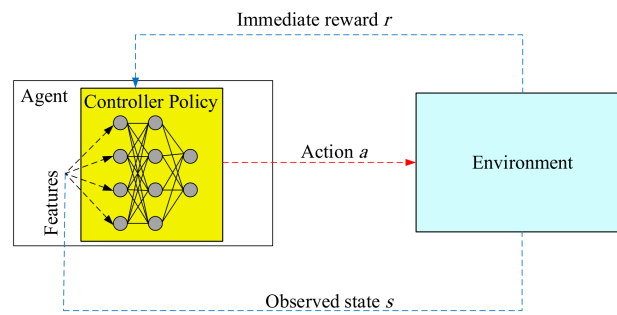 Immediate reward r
Agent
Controller Policy
Features
Action a
Environment
Observed state s